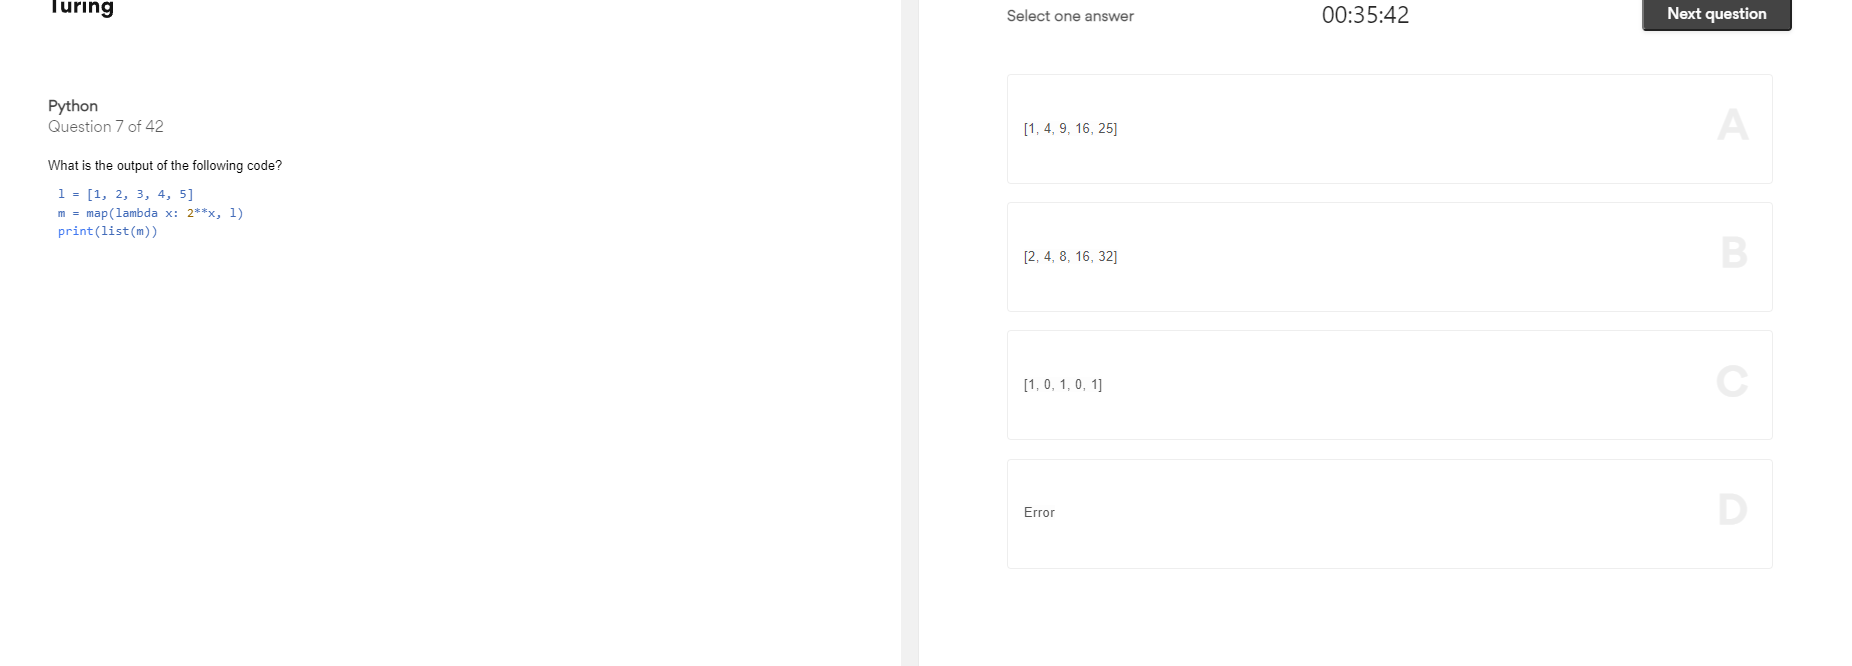 Turing
Python
Question 7 of 42
What is the output of the following code?
l = [1, 2, 3, 4, 5]
m = map(lambda x: 2**x, l)
print(list(m))
Select one answer
00:35:42
Next question
[1, 4, 9, 16, 25]
A
[2, 4, 8, 16, 32]
B
[1, 0, 1, 0, 1]
C
Error
D